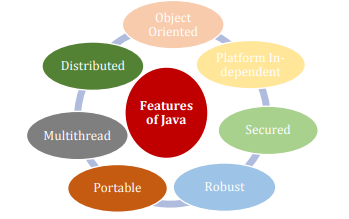 Object
Oriented
Platform In-
dependent
Secured
Robust
Portable
Multithread
Distributed
Features
of Java